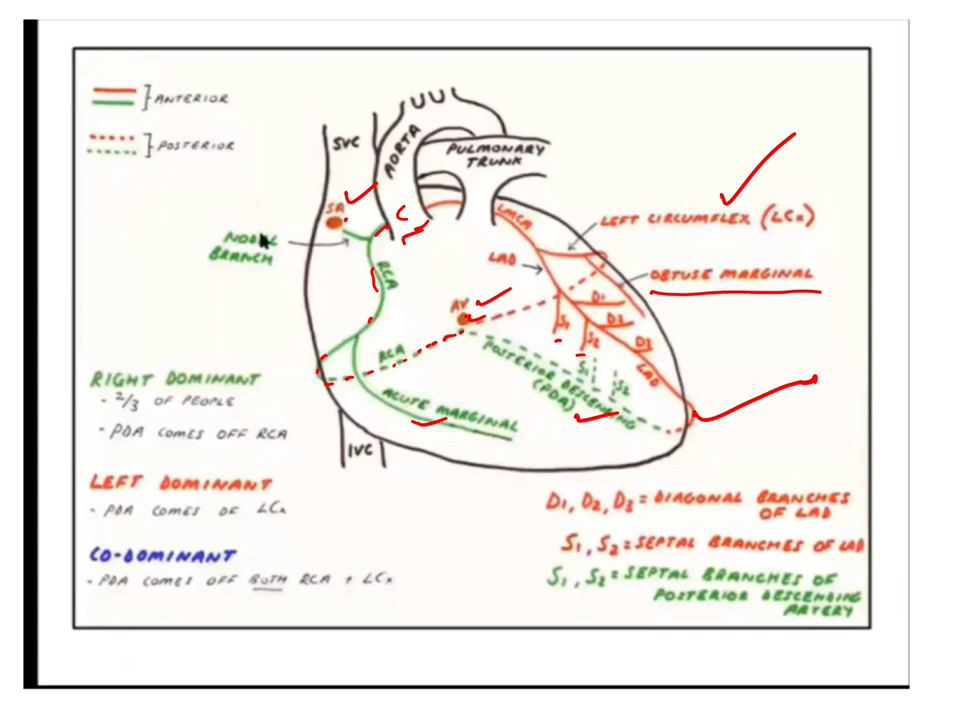 ANTERIOR
POSTERIOR
SVC
AORTA
PULMONARY
TRUNK
SA
C
NODAL
BRANCH
RCA
LMCA
LEFT CIRCUMFLEX (LCx)
LAD
OBTUSE MARGINAL
AV
D1
D2
D3
S1
S2
LAD
RCA
POSTERIOR DESCENDING
(PDA)
S1
S2
ACUTE MARGINAL
IVC
RIGHT DOMINANT
- 2/3 OF PEOPLE
- PDA COMES OFF RCA
LEFT DOMINANT
- PDA COMES OF LCx
CO-DOMINANT
- PDA COMES OFF BOTH RCA + LCx
D1, D2, D3 = DIAGONAL BRANCHES
OF LAD
S1, S2 = SEPTAL BRANCHES OF LAD
S1, S2 = SEPTAL BRANCHES OF
POSTERIOR DESCENDING
ARTERY